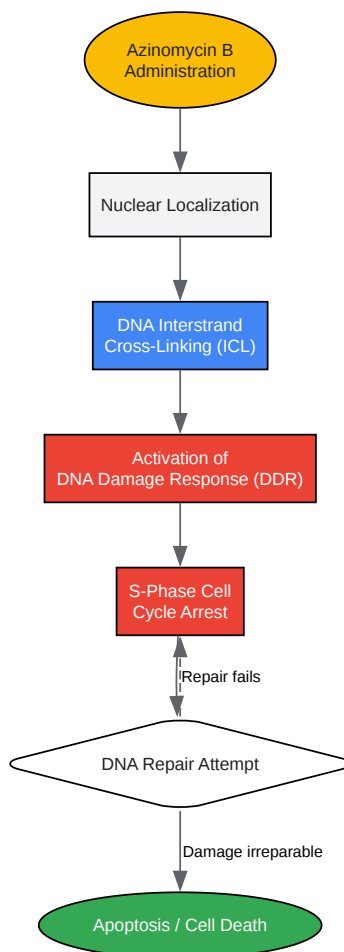 Azinomycin B
Administration
Nuclear Localization
DNA Interstrand
Cross-Linking (ICL)
Activation of
DNA Damage Response (DDR)
S-Phase Cell
Cycle Arrest
Repair fails
DNA Repair Attempt
Damage irreparable
Apoptosis / Cell Death